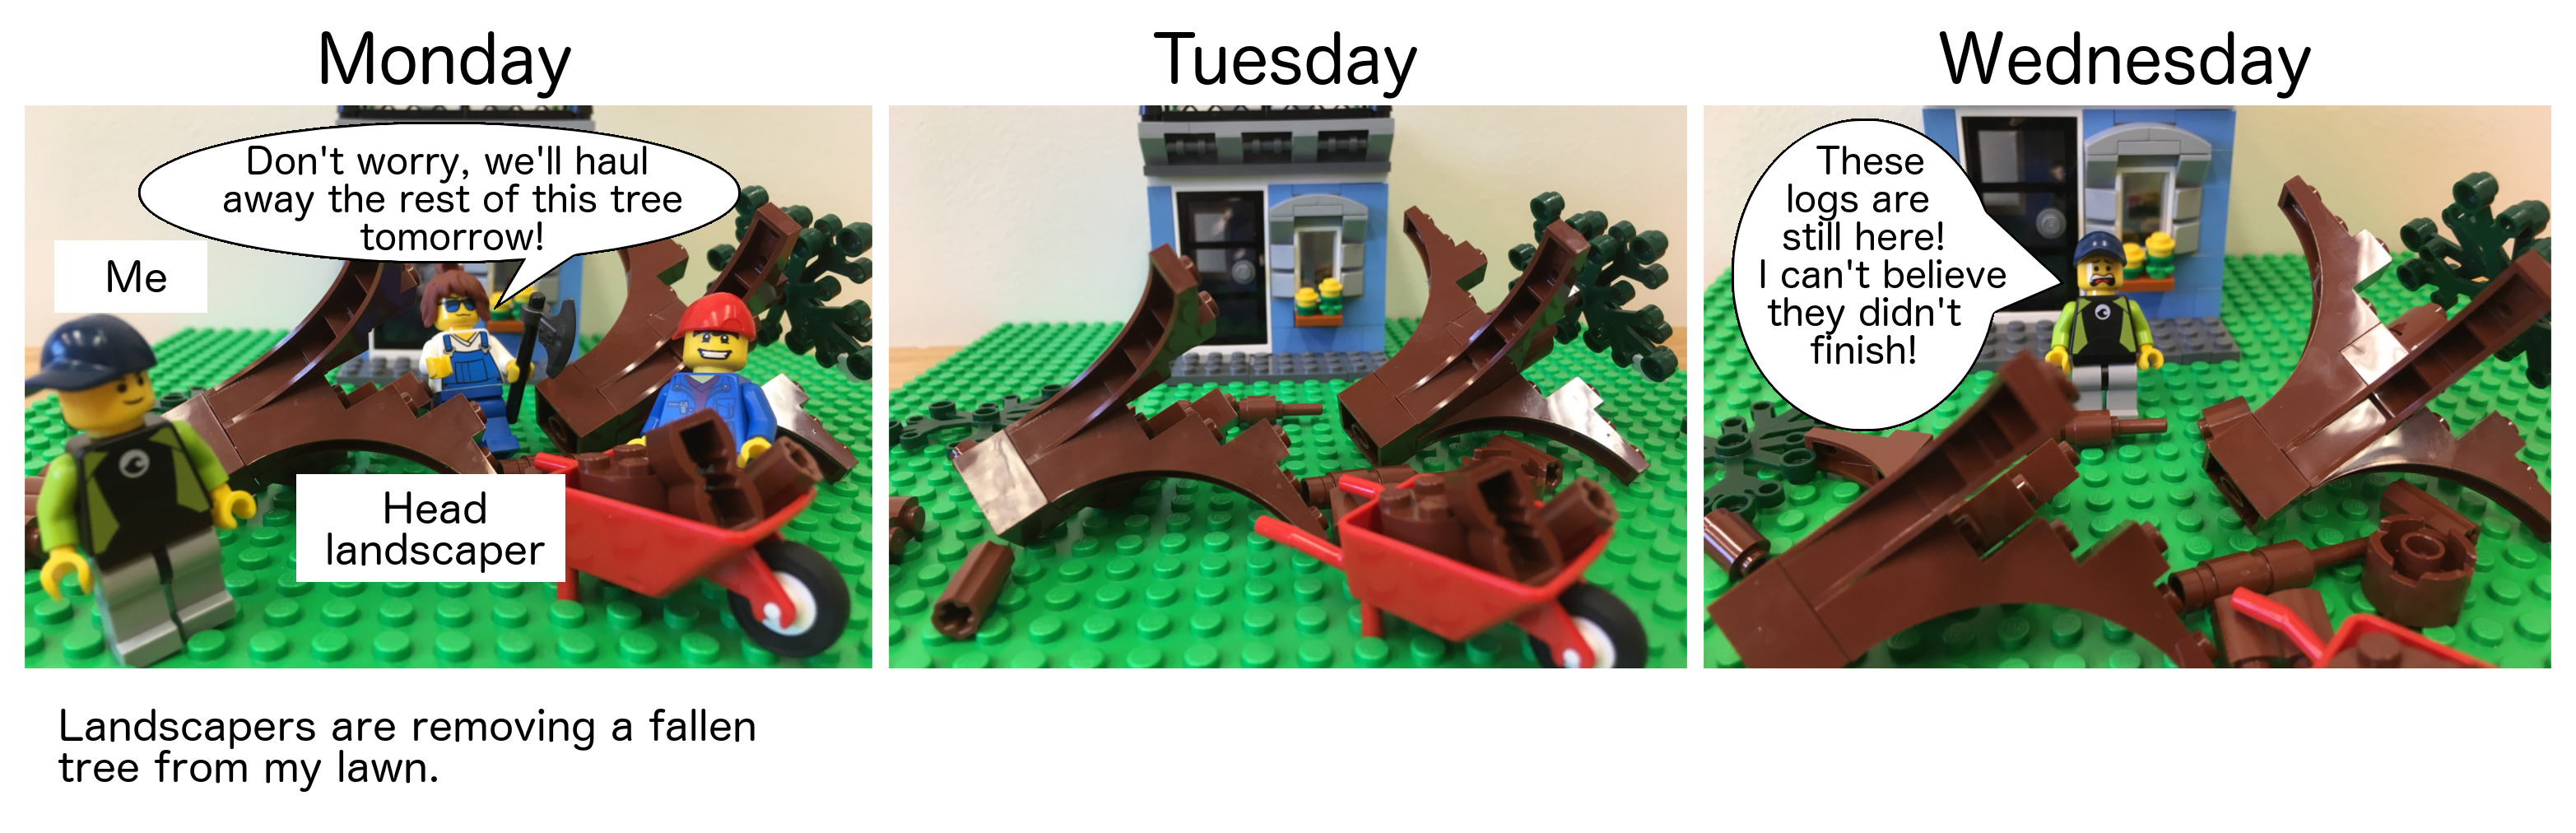 Monday
Tuesday
Wednesday
Don't worry, we'll haul
away the rest of this tree
tomorrow!
Me
Head
landscaper
These
logs are
still here!
I can't believe
they didn't
finish!
Landscapers are removing a fallen
tree from my lawn.